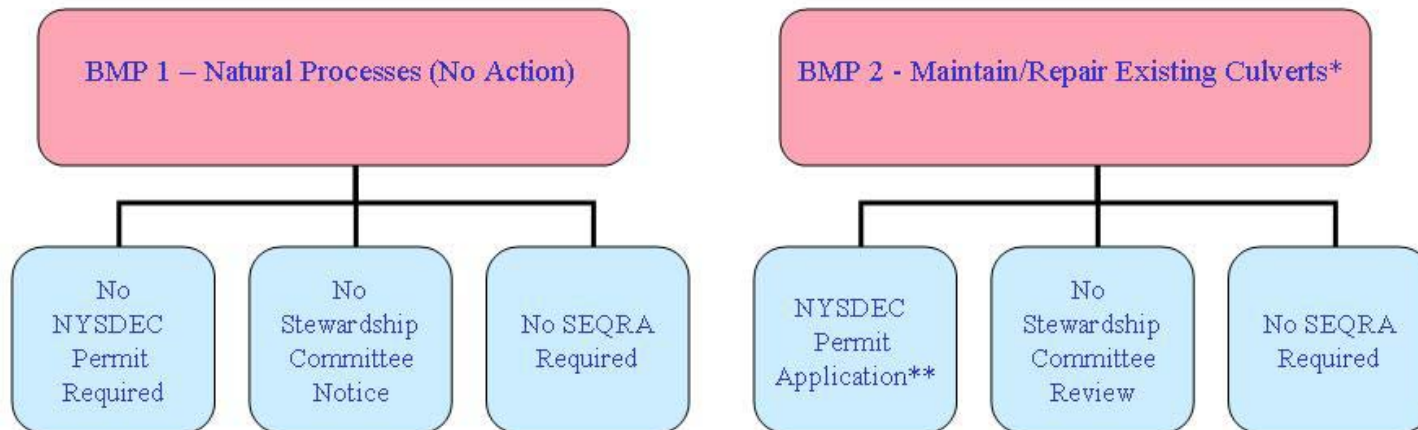 BMP 1 – Natural Processes (No Action)
No
NYSDEC
Permit
Required
No
Stewardship
Committee
Notice
No SEQRA
Required
BMP 2 - Maintain/Repair Existing Culverts*
NYSDEC
Permit
Application**
No
Stewardship
Committee
Review
No SEQRA
Required